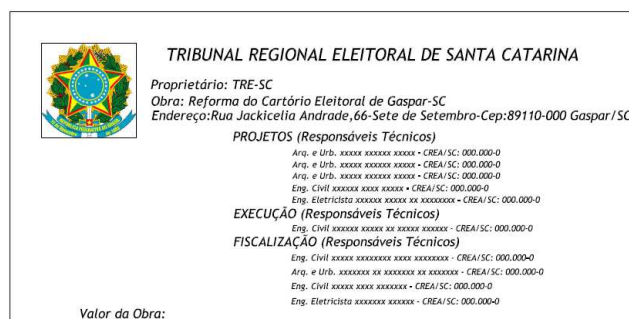 TRIBUNAL REGIONAL ELEITORAL DE SANTA CATARINA
Proprietário: TRE-SC
Obra: Reforma do Cartório Eleitoral de Gaspar-SC
Endereço:Rua Jackicelia Andrade,66-Sete de Setembro-Cep:89110-000 Gaspar/SC
PROJETOS (Responsáveis Técnicos)
Arq. e Urb. xxxxx xxxxxx xxxxx - CREA/SC: 000.000-0
Arq. e Urb. xxxxx xxxxxx xxxxx - CREA/SC: 000.000-0
Arq. e Urb. xxxxx xxxxxx xxxxx - CREA/SC: 000.000-0
Eng. Civil xxxxxx xxxx xxxxx - CREA/SC: 000.000-0
Eng. Eletricista xxxxxx xxxxx xx xxxxxxxx - CREA/SC: 000.000-0
EXECUÇÃO (Responsáveis Técnicos)
Eng. Civil xxxxxx xxxxx xx xxxxx xxxxxx - CREA/SC: 000.000-0
FISCALIZAÇÃO (Responsáveis Técnicos)
Eng. Civil xxxxx xxxxxxxx xxxx xxxxxxxx - CREA/SC: 000.000-0
Arq. e Urb. xxxxxxx xx xxxxxxx xx xxxxxxx - CREA/SC: 000.000-0
Eng. Civil xxxxx xxxx xxxxxxx - CREA/SC: 000.000-0
Eng. Eletricista xxxxxxx xxxxxx - CREA/SC: 000.000-0
Valor da Obra: